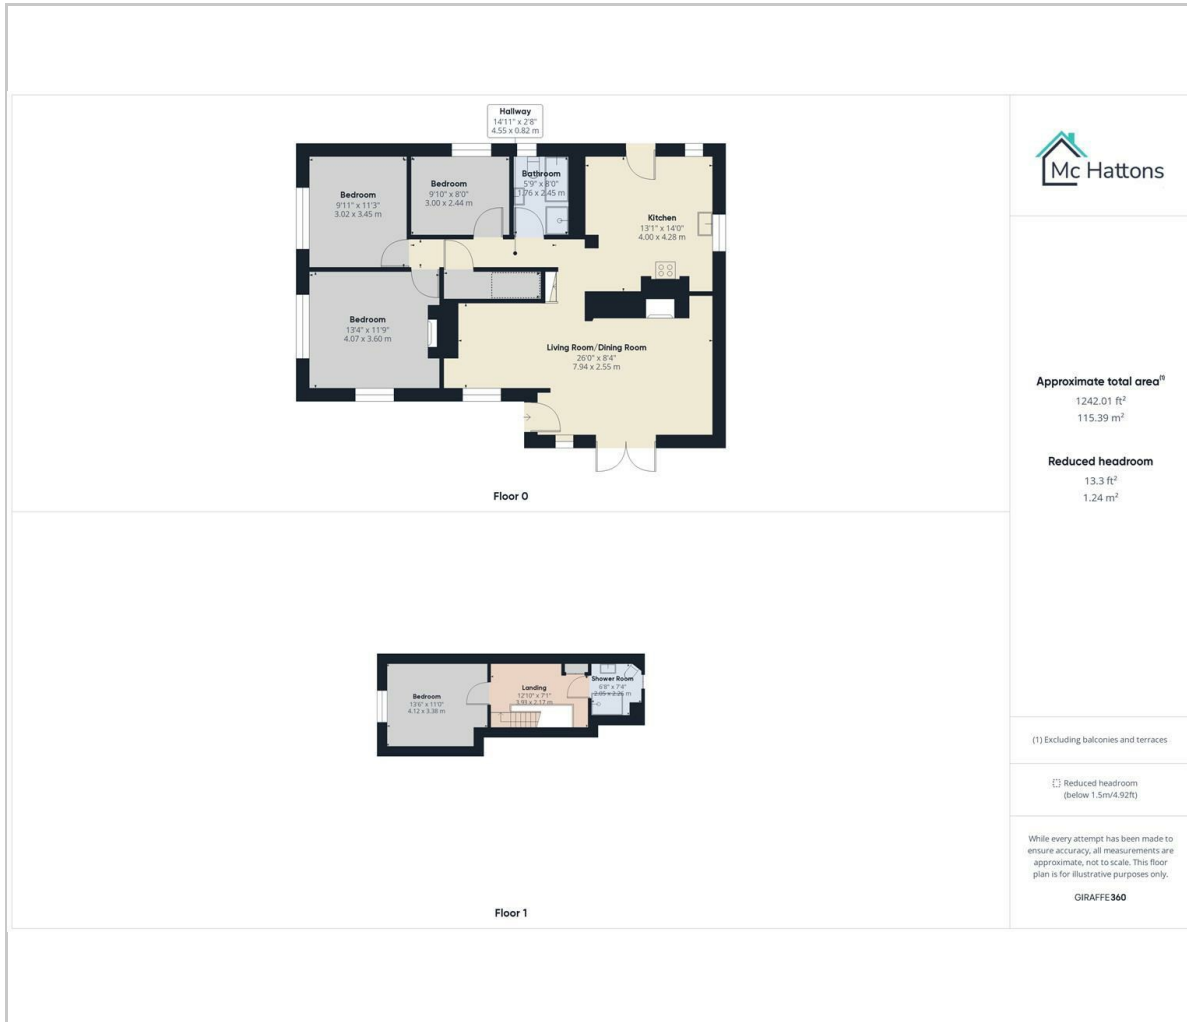 Hallway
14'11" x 2'8"
4.55 x 0.82 m
Bedroom
9'11" x 11'3"
3.02 x 3.45 m
Bedroom
9'10" x 8'0"
3.00 x 2.44 m
Bathroom
5'9" x 8'0"
1.76 x 2.45 m
Kitchen
13'1" x 14'0"
4.00 x 4.28 m
Bedroom
13'4" x 11'9"
4.07 x 3.60 m
Living Room/Dining Room
26'0" x 8'4"
7.94 x 2.55 m
Floor 0
Bedroom
13'6" x 11'0"
4.12 x 3.38 m
Landing
12'10" x 7'1"
3.93 x 2.17 m
Shower Room
6'8" x 7'4"
2.05 x 2.26 m
Floor 1
Mc Hattons
Approximate total area(1)
1242.01 ft²
115.39 m²
Reduced headroom
13.3 ft²
1.24 m²
(1) Excluding balconies and terraces
Reduced headroom
(below 1.5m/4.92ft)
While every attempt has been made to
ensure accuracy, all measurements are
approximate, not to scale. This floor
plan is for illustrative purposes only.
GIRAFFE360